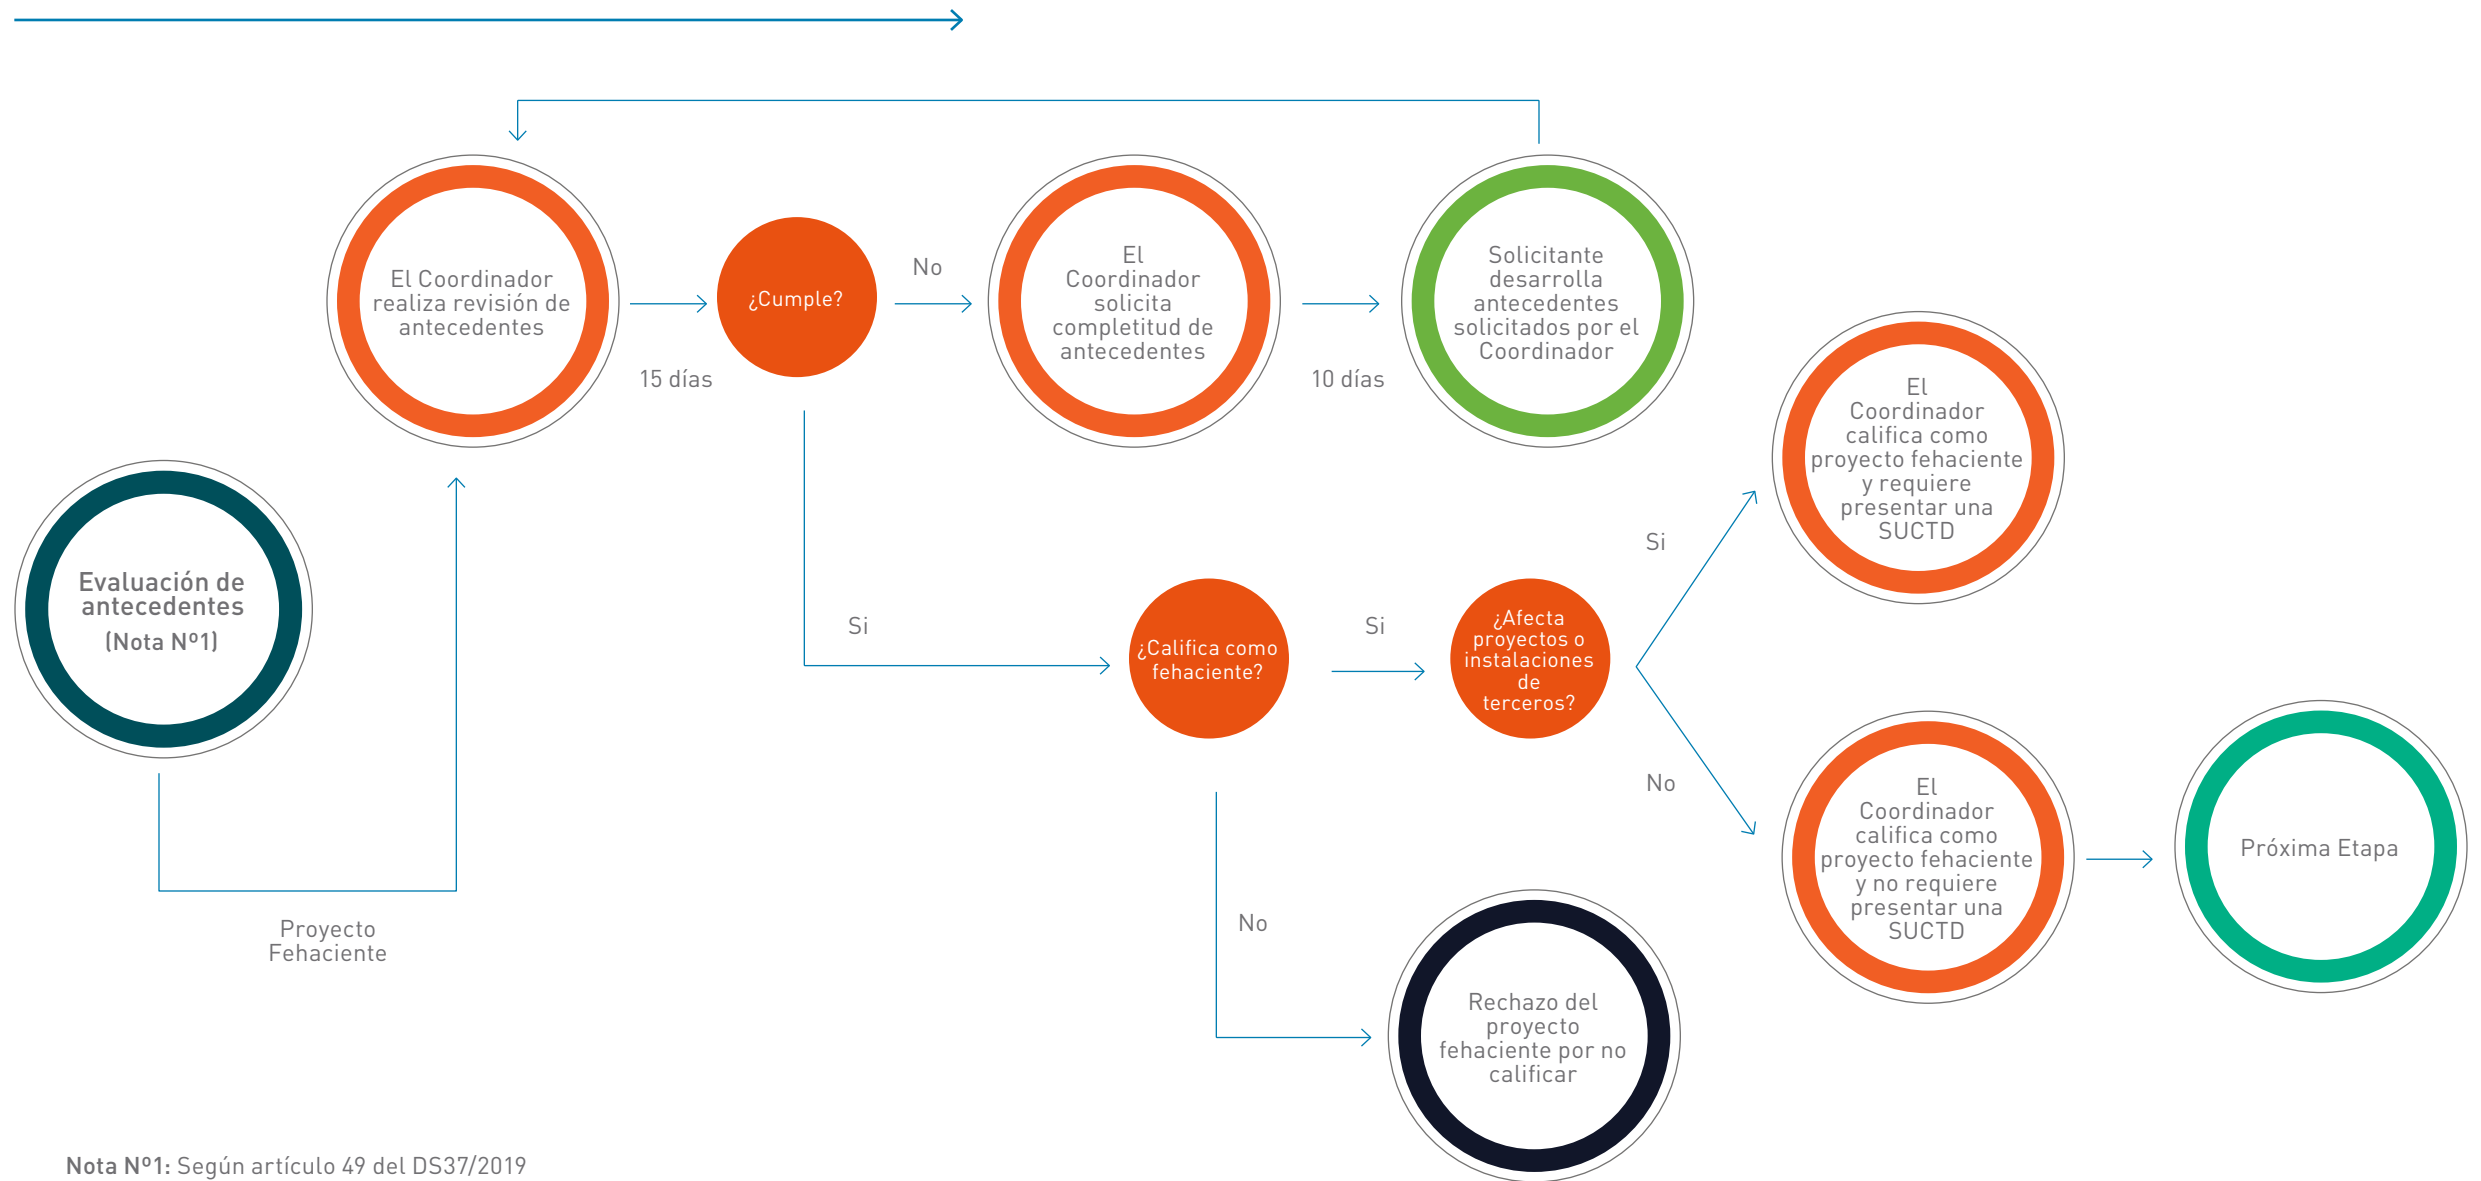 El Coordinador
realiza revisión de
antecedentes
15 días
¿Cumple?
No
El
Coordinador
solicita
completitud de
antecedentes
10 días
Solicitante
desarrolla
antecedentes
solicitados por el
Coordinador
Evaluación de
antecedentes
(Nota Nº1)
Proyecto
Fehaciente
Si
¿Califica como
fehaciente?
Si
¿Afecta
proyectos o
instalaciones
de
terceros?
Si
El
Coordinador
califica como
proyecto fehaciente
y requiere
presentar una
SUCTD
No
El
Coordinador
califica como
proyecto fehaciente
y no requiere
presentar una
SUCTD
Próxima Etapa
No
Rechazo del
proyecto
fehaciente por no
calificar
Nota Nº1: Según artículo 49 del DS37/2019